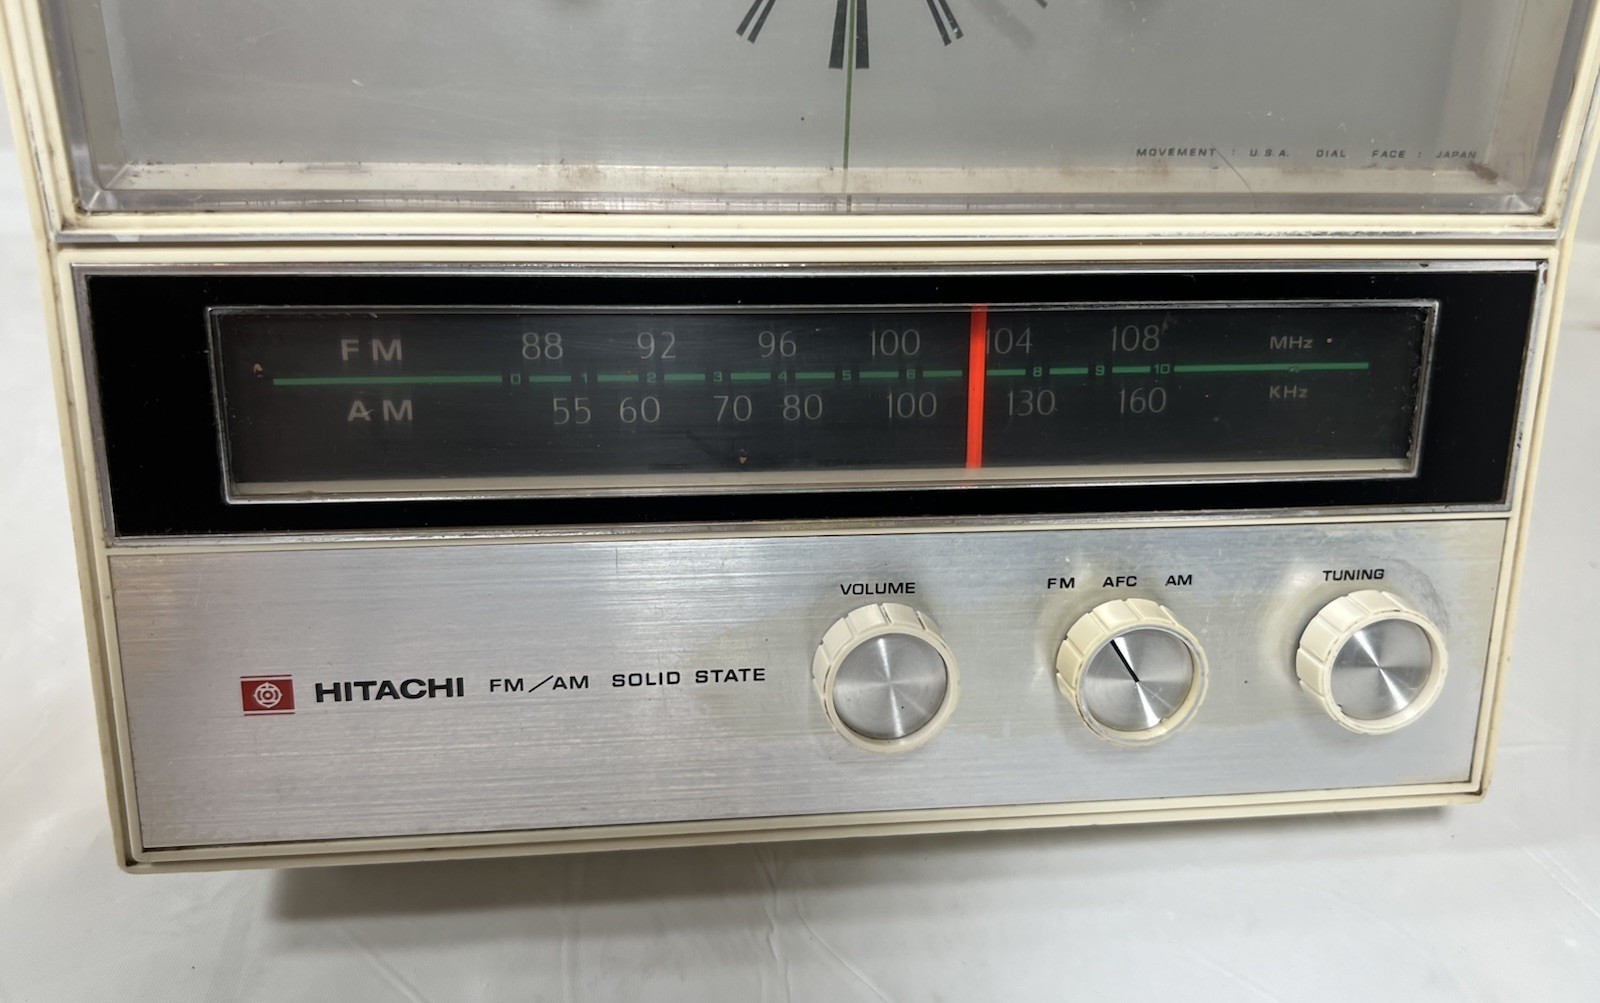 MOVEMENT : U.S.A. DIAL FACE : JAPAN
FM 88 92 96 100 104 108 MHz
0 1 2 3 4 5 6 8 9 10
AM 55 60 70 80 100 130 160 KHz
VOLUME FM AFC AM TUNING
HITACHI FM/AM SOLID STATE